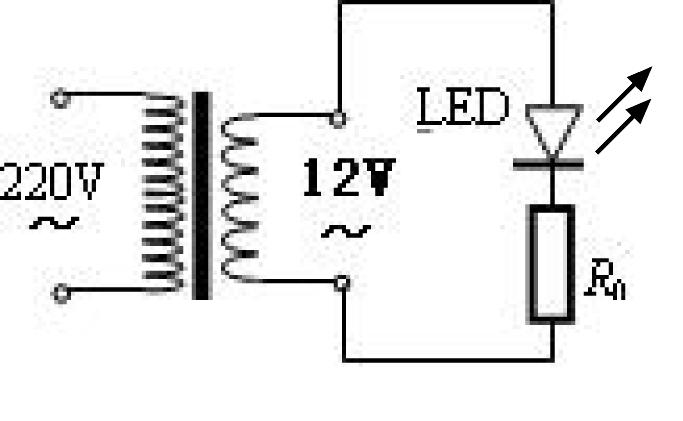 LED
220V
~
12V
~
R₀